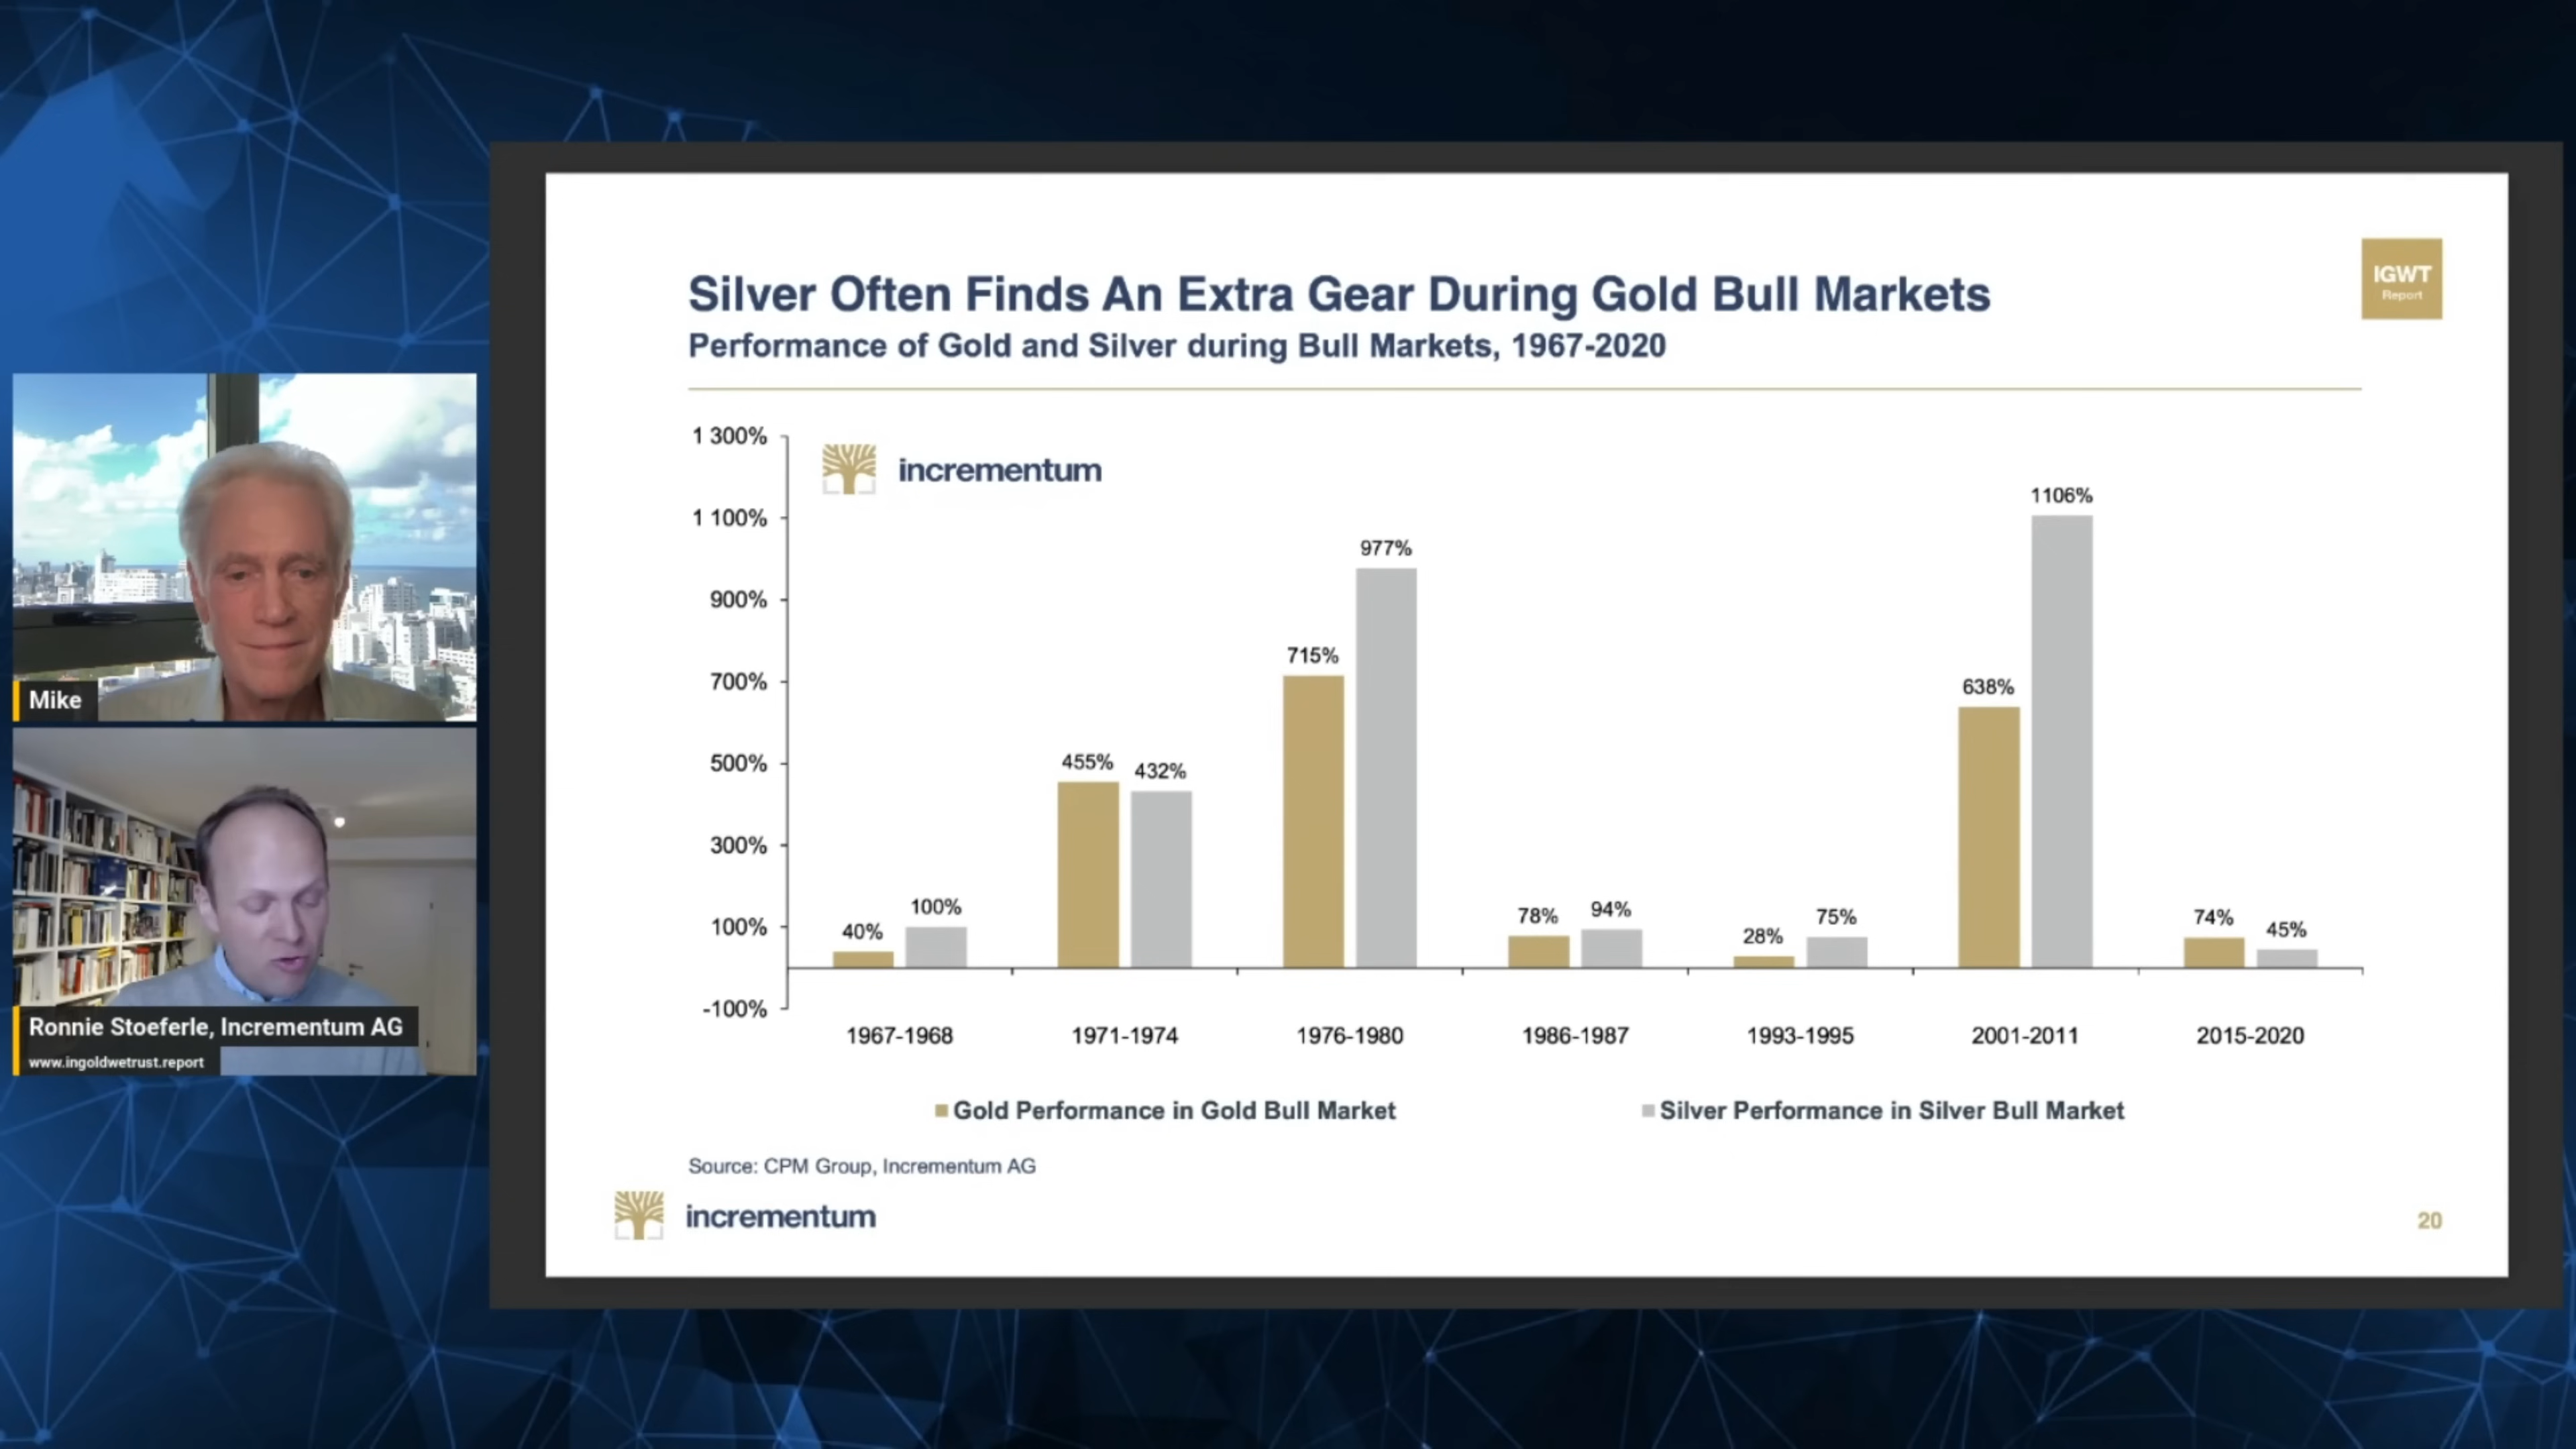 Mike
Ronnie Stoeferle, Incrementum AG
www.ingoldwetrust.report
Silver Often Finds An Extra Gear During Gold Bull Markets
Performance of Gold and Silver during Bull Markets, 1967-2020
IGWT
Report
incrementum
1 300%
1 100%
900%
700%
500%
300%
100%
-100%
40%
100%
455%
432%
715%
977%
78%
94%
28%
75%
638%
1106%
74%
45%
1967-1968
1971-1974
1976-1980
1986-1987
1993-1995
2001-2011
2015-2020
Gold Performance in Gold Bull Market
Silver Performance in Silver Bull Market
Source: CPM Group, Incrementum AG
incrementum
20